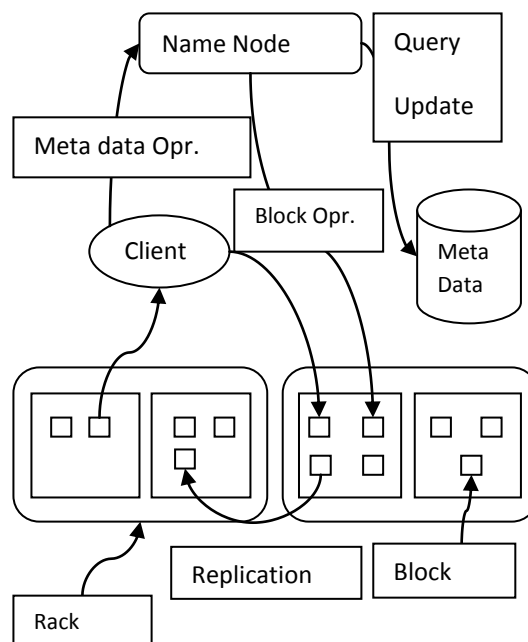 Name Node
Query
Update
Meta data Opr.
Block Opr.
Client
Meta
Data
Replication
Block
Rack